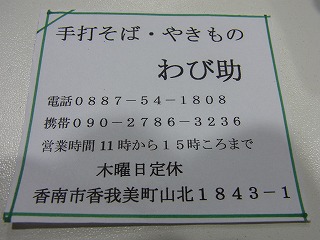 手打そば・やきもの
わび助
電話０８８７−５４−１８０８
携帯０９０−２７８６−３２３６
営業時間 11 時から１５時ころまで
木曜日定休
香南市香我美町山北１８４３−１